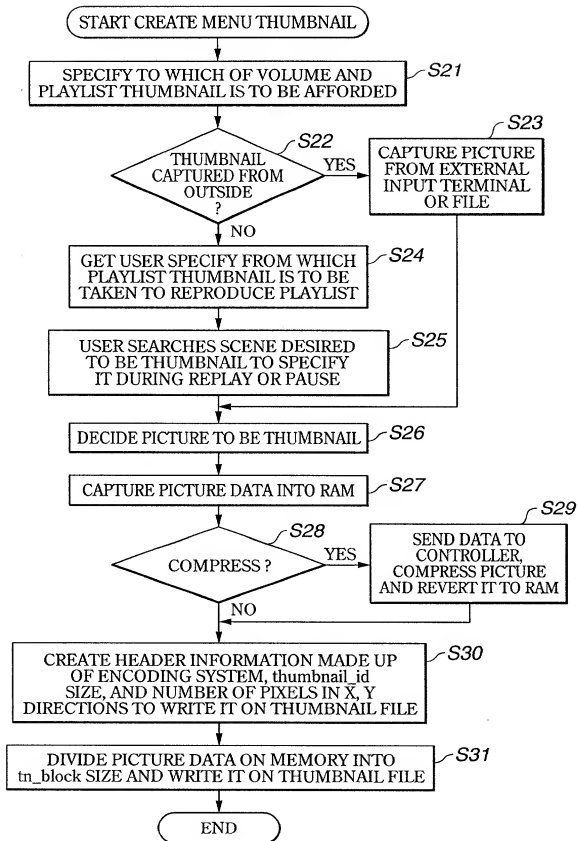 START CREATE MENU THUMBNAIL
S21
SPECIFY TO WHICH OF VOLUME AND
PLAYLIST THUMBNAIL IS TO BE AFFORDED
S22
THUMBNAIL
CAPTURED FROM
OUTSIDE
?
YES
NO
S23
CAPTURE PICTURE
FROM EXTERNAL
INPUT TERMINAL
OR FILE
S24
GET USER SPECIFY FROM WHICH
PLAYLIST THUMBNAIL IS TO BE
TAKEN TO REPRODUCE PLAYLIST
S25
USER SEARCHES SCENE DESIRED
TO BE THUMBNAIL TO SPECIFY
IT DURING REPLAY OR PAUSE
S26
DECIDE PICTURE TO BE THUMBNAIL
S27
CAPTURE PICTURE DATA INTO RAM
S28
COMPRESS ?
YES
NO
S29
SEND DATA TO
CONTROLLER,
COMPRESS PICTURE
AND REVERT IT TO RAM
S30
CREATE HEADER INFORMATION MADE UP
OF ENCODING SYSTEM, thumbnail_id
SIZE, AND NUMBER OF PIXELS IN X, Y
DIRECTIONS TO WRITE IT ON THUMBNAIL FILE
S31
DIVIDE PICTURE DATA ON MEMORY INTO
tn_block SIZE AND WRITE IT ON THUMBNAIL FILE
END